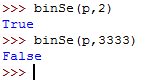 >>> binSe(p,2)
True
>>> binSe(p,3333)
False
>>>